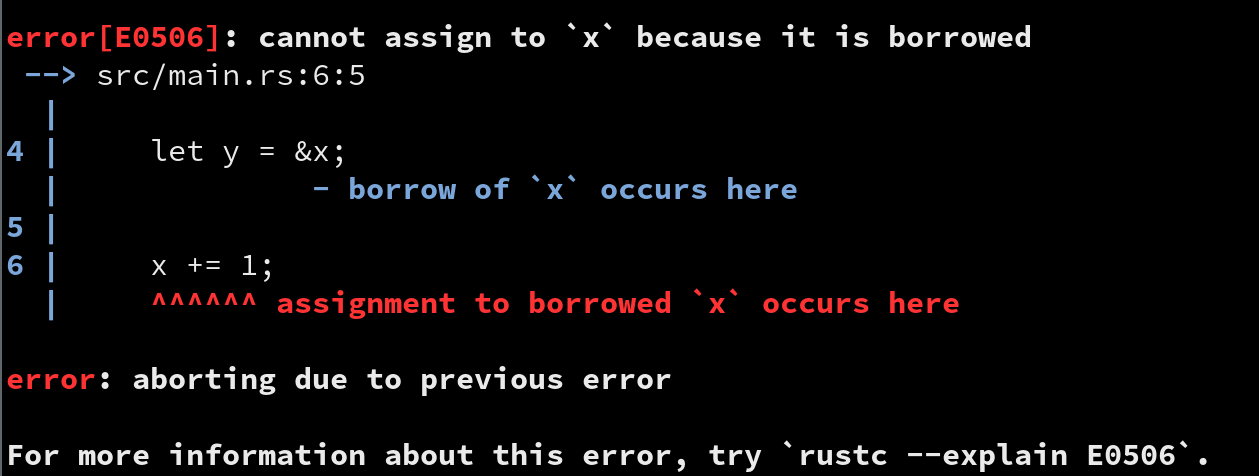 error[E0506]: cannot assign to `x` because it is borrowed
 --> src/main.rs:6:5
  |
4 |     let y = &x;
  |              - borrow of `x` occurs here
5 |
6 |     x += 1;
  |     ^^^^^^ assignment to borrowed `x` occurs here

error: aborting due to previous error

For more information about this error, try `rustc --explain E0506`.